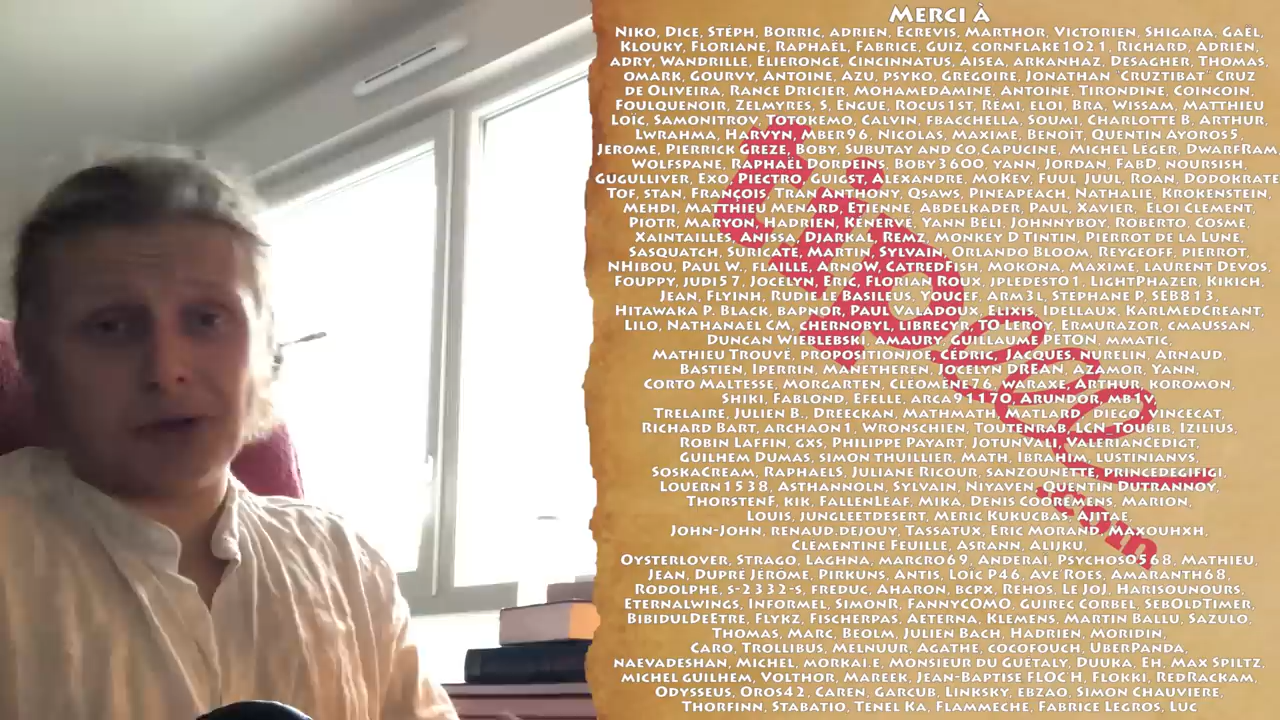 Merci à
Niko, Dice, Stéph, Borric, adrien, Ecrevis, Marthor, Victorien, Shigara, Gaël,
Klouky, Floriane, Raphael, Fabrice, Guiz, cornflake1021, Richard, Adrien,
adry, Wandrille, Elieronge, Cincinnatus, Aisea, arkanhaz, Desagher, Thomas,
omark, Gourvy, Antoine, Azu, psyko, Gregoire, Jonathan "Cruztibat" Cruz
de Oliveira, Rance Dricier, MohamedAmine, Antoine, Tirondine, Coincoin,
Foulquenoir, Zelmyres, S, Engue, Rocus1st, Rémi, eloi, Bra, Wissam, Matthieu
Loïc, Samonitrov, Totokemo, Calvin, fbacchella, Soumi, Charlotte B, Arthur,
Lwrahma, Harvyn, Mber96, Nicolas, Maxime, Benoit, Quentin Ayoros5,
Jerome, Pierrick Greze, Boby, Subutay and Co,Capucine, Michel Leger, DwarfRam,
Wolfspane, Raphaël Dordeins, Boby3600, yann, Jordan, FabD, noursish,
Gugulliver, Exo, Piectro, Guigst, Alexandre, MoKev, Fuul Juul, Roan, Dodokrate
Tof, stan, François, Tran Anthony, Qsaws, Pineapeach, Nathalie, Krokenstein,
Mehdi, Matthieu Menard, Etienne, Abdelkader, Paul, Xavier, Eloi Clement,
Piotr, Maryon, Hadrien, Kenerve, Yann Beli, Johnnyboy, Roberto, Cosme,
Xaintailles, Anissa, Djarkal, Remz, Monkey D Tintin, Pierrot de la Lune,
Sasquatch, Suricate, Martin, Sylvain, Orlando Bloom, Reygeoff, pierrot,
NHibou, Paul W., flaille, Arnow, CatRedFish, Mokona, Maxime, Laurent Devos,
Fouppy, Judi57, Jocelyn, Eric, Florian Roux, jpledest01, LightPhazer, Kikich,
Jean, Flyinh, Rudie le Basileus, Youcef, Arm3l, Stephane P, SEB813,
Hitawaka P. Black, bapnor, Paul Valadoux, Elixis, Idellaux, KarlMedCreant,
Lilo, Nathanael CM, chernobyl, librecyr, TO Leroy, Ermurazor, cmaussan,
Duncan Wieblebski, amaury, Guillaume PETON, mmatic,
Mathieu Trouvé, propositionjoe, Cédric, Jacques, nurelin, Arnaud,
Bastien, Iperrin, Manetheren, Jocelyn DREAN, Azamor, Yann,
Corto Maltesse, Morgarten, Cleomene76, waraxe, Arthur, koromon,
Shiki, Fablond, Efelle, arca91170, Arundor, mb1v,
Trelaire, Julien B., Dreeckan, Mathmath, Matlard, diego, vincecat,
Richard Bart, archaon1, Wronschien, Toutenrab, LCN_Toubib, Izilius,
Robin Laffin, gxs, Philippe Payart, JotunVali, ValerianCedigt,
Guilhem Dumas, simon thuillier, Math, Ibrahim, lustinianvs,
SoskaCream, RaphaelS, Juliane Ricour, sanzounette, princedegifigi,
Louern1538, Asthannoln, Sylvain, Niyaven, Quentin Dutrannoy,
ThorstenF, kik, FallenLeaf, Mika, Denis Cooremens, Marion,
Louis, jungleetdesert, Meric Kukucbas, Ajitae,
John-John, renaud.dejouy, Tassatux, Eric Morand, Maxouhxh,
Clementine Feuille, Asrann, Alijku,
Oysterlover, Strago, Laghna, marcro69, Anderai, Psychos0568, Mathieu,
Jean, Dupré Jérôme, Pirkuns, Antis, Loïc P46, Ave Roes, Amaranth68,
Rodolphe, s-2332-s, freduc, Aharon, bcpx, Rehos, Le JoJ, Harisounours,
Eternalwings, Informel, SimonR, FannyCOMO, Guirec Corbel, SebOldTimer,
BibidulDeÊtre, Flykz, Fischerpas, Aeterna, Klemens, Martin Ballu, Sazulo,
Thomas, Marc, Beolm, Julien Bach, Hadrien, Moridin,
Caro, Trollibus, Melnuur, Agathe, cocofouch, UberPanda,
naevadeshan, Michel, morkai.e, Monsieur du Guetaly, Duuka, Eh, Max Spiltz,
michel guilhem, Volthor, Mareek, Jean-Baptise FLOC'H, Flokki, RedRackam,
Odysseus, Oros42, Caren, Garcub, Linksky, ebzao, Simon Chauviere,
Thorfinn, Stabatio, Tenel Ka, Flammeche, Fabrice Legros, Luc